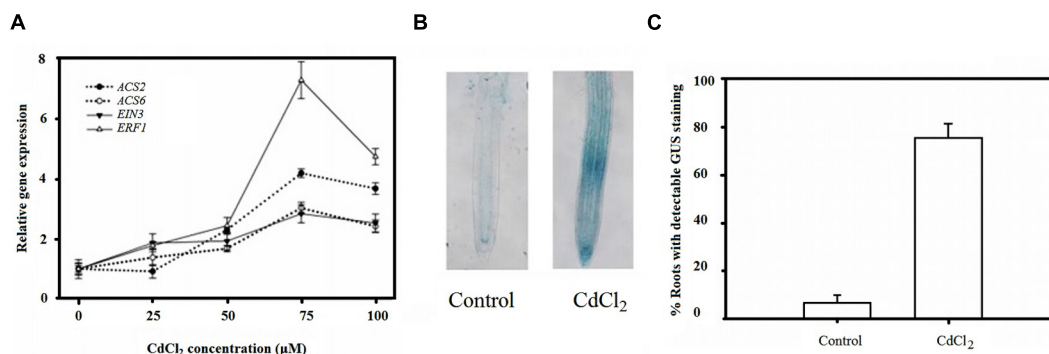 A
B
C
8
6
4
2
0
Relative gene expression
ACS2
ACS6
EIN3
ERF1
0 25 50 75 100
CdCl2 concentration (µM)
Control
CdCl2
100
80
60
40
20
0
% Roots with detectable GUS staining
Control
CdCl2